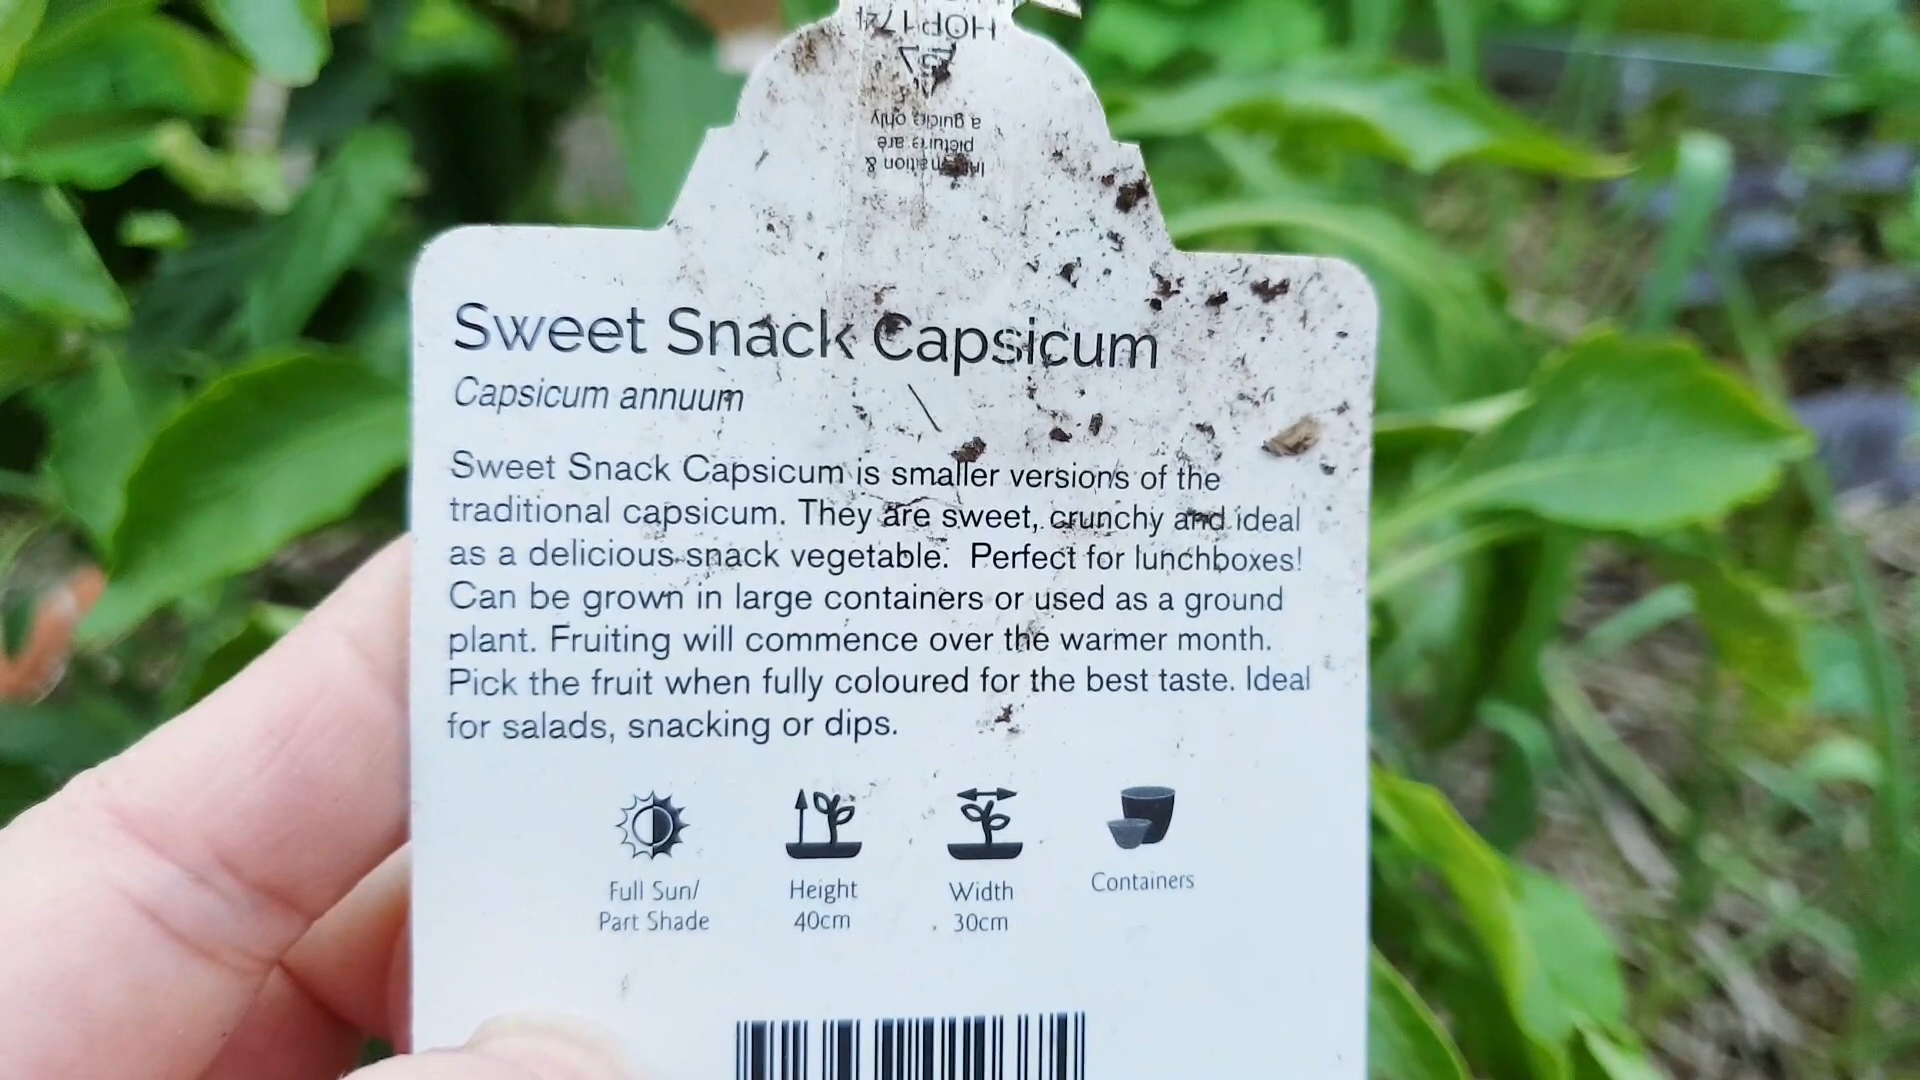 HOP174
Information &
picture are
a guide only
Sweet Snack Capsicum
Capsicum annuum
Sweet Snack Capsicum is smaller versions of the
traditional capsicum. They are sweet, crunchy and ideal
as a delicious snack vegetable. Perfect for lunchboxes!
Can be grown in large containers or used as a ground
plant. Fruiting will commence over the warmer month.
Pick the fruit when fully coloured for the best taste. Ideal
for salads, snacking or dips.
Full Sun/
Part Shade
Height
40cm
Width
30cm
Containers